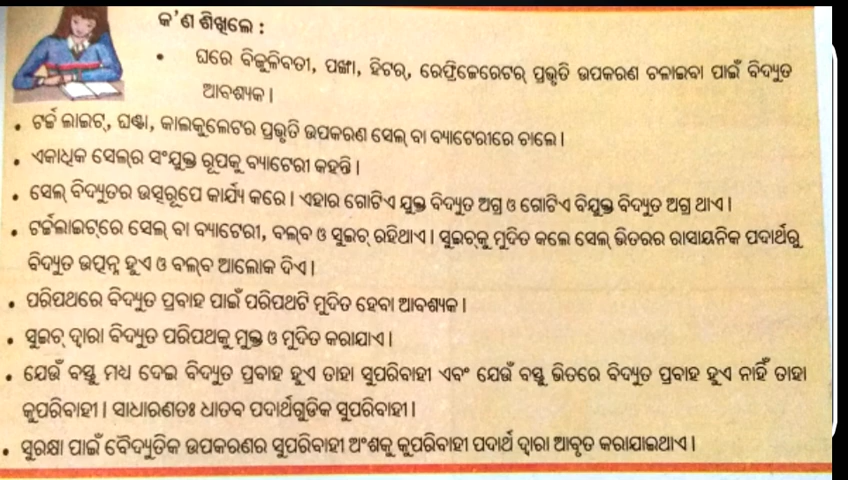 କ'ଣ ଶିଖିଲେ :
• ଘରେ ବିଜୁଳିବତୀ, ପଙ୍ଖା, ହିଟର୍, ରେଫ୍ରିଜେରେଟର୍ ପ୍ରଭୃତି ଉପକରଣ ଚଳାଇବା ପାଇଁ ବିଦ୍ୟୁତ
ଆବଶ୍ୟକ।
• ଟର୍ଚ୍ଚ ଲାଇଟ୍, ଘଣ୍ଟା, କାଲକୁଲେଟର ପ୍ରଭୃତି ଉପକରଣ ସେଲ୍ ବା ବ୍ୟାଟେରୀରେ ଚାଲେ।
• ଏକାଧିକ ସେଲ୍‌ର ସଂଯୁକ୍ତ ରୂପକୁ ବ୍ୟାଟେରୀ କହନ୍ତି।
• ସେଲ୍ ବିଦ୍ୟୁତର ଉତ୍ସରୂପେ କାର୍ଯ୍ୟ କରେ। ଏହାର ଗୋଟିଏ ଯୁକ୍ତ ବିଦ୍ୟୁତ ଅଗ୍ର ଓ ଗୋଟିଏ ବିଯୁକ୍ତ ବିଦ୍ୟୁତ ଅଗ୍ର ଥାଏ।
• ଟର୍ଚ୍ଚଲାଇଟ୍‌ରେ ସେଲ୍ ବା ବ୍ୟାଟେରୀ, ବଲ୍‌ବ ଓ ସୁଇଚ୍ ରହିଥାଏ। ସୁଇଚ୍‌କୁ ମୁଦିତ କଲେ ସେଲ୍ ଭିତରର ରାସାୟନିକ ପଦାର୍ଥରୁ
ବିଦ୍ୟୁତ ଉତ୍ପନ୍ନ ହୁଏ ଓ ବଲ୍‌ବ ଆଲୋକ ଦିଏ।
• ପରିପଥରେ ବିଦ୍ୟୁତ ପ୍ରବାହ ପାଇଁ ପରିପଥଟି ମୁଦିତ ହେବା ଆବଶ୍ୟକ।
• ସୁଇଚ୍ ଦ୍ୱାରା ବିଦ୍ୟୁତ ପରିପଥକୁ ମୁକ୍ତ ଓ ମୁଦିତ କରାଯାଏ।
• ଯେଉଁ ବସ୍ତୁ ମଧ୍ୟ ଦେଇ ବିଦ୍ୟୁତ ପ୍ରବାହ ହୁଏ ତାହା ସୁପରିବାହୀ ଏବଂ ଯେଉଁ ବସ୍ତୁ ଭିତରେ ବିଦ୍ୟୁତ ପ୍ରବାହ ହୁଏ ନାହିଁ ତାହା
କୁପରିବାହୀ। ସାଧାରଣତଃ ଧାତବ ପଦାର୍ଥଗୁଡିକ ସୁପରିବାହୀ।
• ସୁରକ୍ଷା ପାଇଁ ବୈଦ୍ୟୁତିକ ଉପକରଣର ସୁପରିବାହୀ ଅଂଶକୁ କୁପରିବାହୀ ପଦାର୍ଥ ଦ୍ୱାରା ଆବୃତ କରାଯାଇଥାଏ।